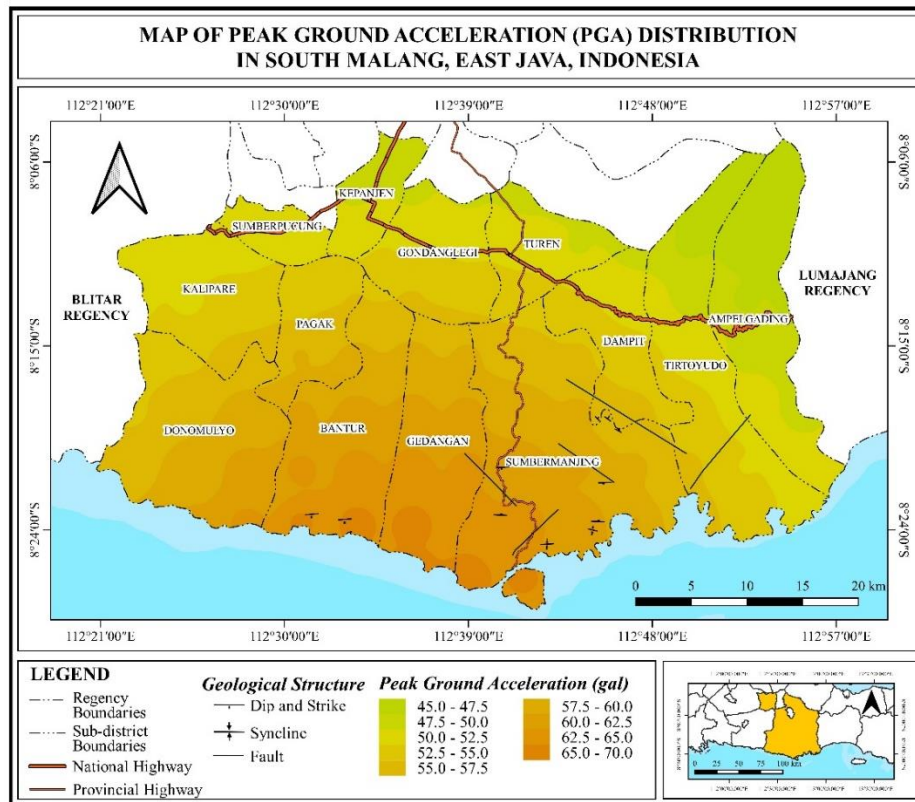 MAP OF PEAK GROUND ACCELERATION (PGA) DISTRIBUTION
IN SOUTH MALANG, EAST JAVA, INDONESIA
112°21'00"E 112°30'00"E 112°39'00"E 112°48'00"E 112°57'00"E
8°06'00"S 8°06'00"S
KEPANJEN
SUMBERPUCUNG
TUREN
GONDANGLEGI
LUMAJANG
REGENCY
KALIPARE
BLITAR
REGENCY
AMPELGADING
PAGAK
DAMPIT
8°15'00"S 8°15'00"S
TIRTOYUDO
DONOMULYO
BANTUR
GEDANGAN
SUMBERMANJING
8°24'00"S 8°24'00"S
0 5 10 15 20 km
112°21'00"E 112°30'00"E 112°39'00"E 112°48'00"E 112°57'00"E
LEGEND
Regency
Boundaries
Sub-district
Boundaries
National Highway
Provincial Highway
Geological Structure
Dip and Strike
Syncline
Fault
Peak Ground Acceleration (gal)
45.0 - 47.5
47.5 - 50.0
50.0 - 52.5
52.5 - 55.0
55.0 - 57.5
57.5 - 60.0
60.0 - 62.5
62.5 - 65.0
65.0 - 70.0
0 25 50 75 100 km